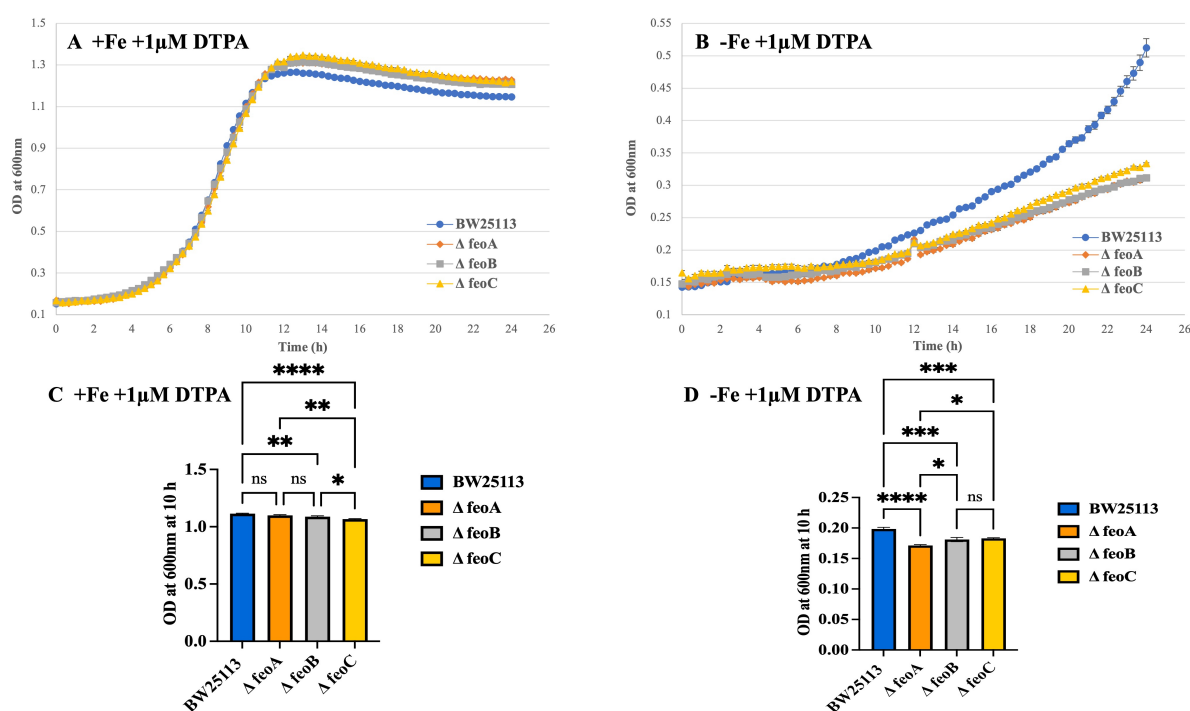 A +Fe +1μM DTPA
1.5
1.3
1.1
0.9
0.7
0.5
0.3
0.1
OD at 600nm
0 2 4 6 8 10 12 14 16 18 20 22 24 26
Time (h)
BW25113
Δ feoA
Δ feoB
Δ feoC
B -Fe +1μM DTPA
0.55
0.5
0.45
0.4
0.35
0.3
0.25
0.2
0.15
0.1
OD at 600nm
0 2 4 6 8 10 12 14 16 18 20 22 24 26
Time (h)
BW25113
Δ feoA
Δ feoB
Δ feoC
C +Fe +1μM DTPA
****
**
**
ns ns *
1.5
1.0
0.5
0.0
OD at 600nm at 10 h
BW25113
Δ feoA
Δ feoB
Δ feoC
BW25113
Δ feoA
Δ feoB
Δ feoC
D -Fe +1μM DTPA
***
*
***
*
**** ns
0.25
0.20
0.15
0.10
0.05
0.00
OD at 600nm at 10 h
BW25113
Δ feoA
Δ feoB
Δ feoC
BW25113
Δ feoA
Δ feoB
Δ feoC